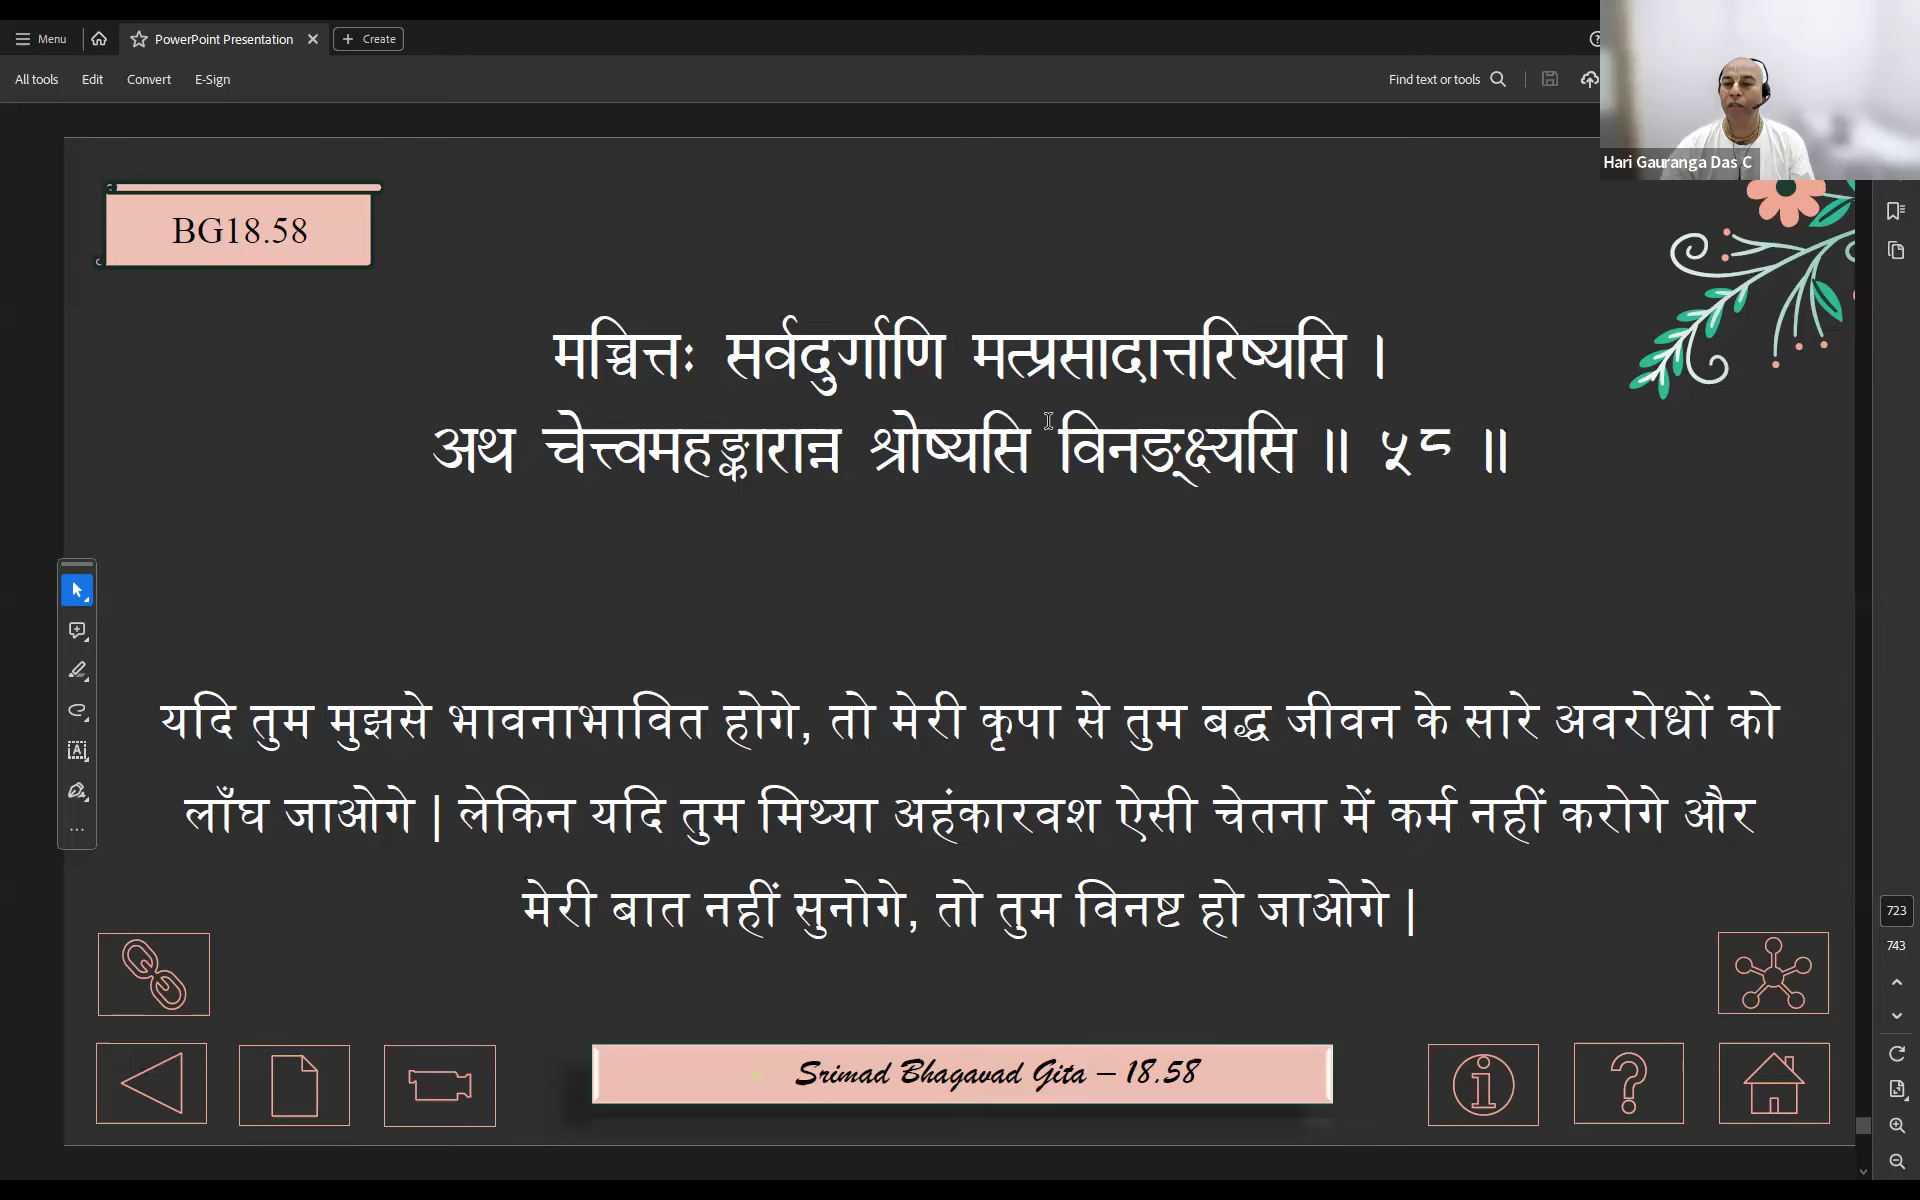 Menu
PowerPoint Presentation
Create
All tools
Edit
Convert
E-Sign
Find text or tools
Hari Gauranga Das C
BG18.58
मच्चित्तः सर्वदुर्गाणि मत्प्रसादात्तरिष्यसि ।
अथ चेत्त्वमहङ्कारान्न श्रोष्यसि विनङ्क्ष्यसि ॥ ५८ ॥
यदि तुम मुझसे भावनाभावित होगे, तो मेरी कृपा से तुम बद्ध जीवन के सारे अवरोधों को
लाँघ जाओगे | लेकिन यदि तुम मिथ्या अहंकारवश ऐसी चेतना में कर्म नहीं करोगे और
मेरी बात नहीं सुनोगे, तो तुम विनष्ट हो जाओगे |
723
743
Srimad Bhagavad Gita – 18.58